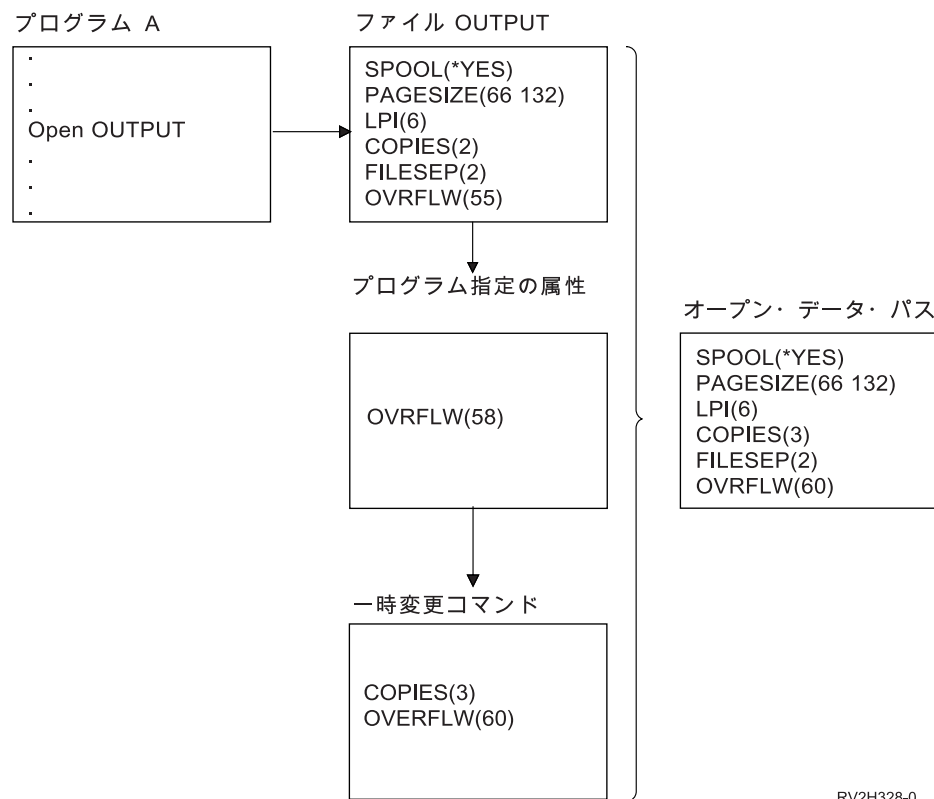 プログラム A
.
.
.
Open OUTPUT
.
.
.
ファイル OUTPUT
SPOOL(*YES)
PAGESIZE(66 132)
LPI(6)
COPIES(2)
FILESEP(2)
OVRFLW(55)
プログラム指定の属性
OVRFLW(58)
一時変更コマンド
COPIES(3)
OVERFLW(60)
オープン・データ・パス
SPOOL(*YES)
PAGESIZE(66 132)
LPI(6)
COPIES(3)
FILESEP(2)
OVRFLW(60)
RV2H328-0